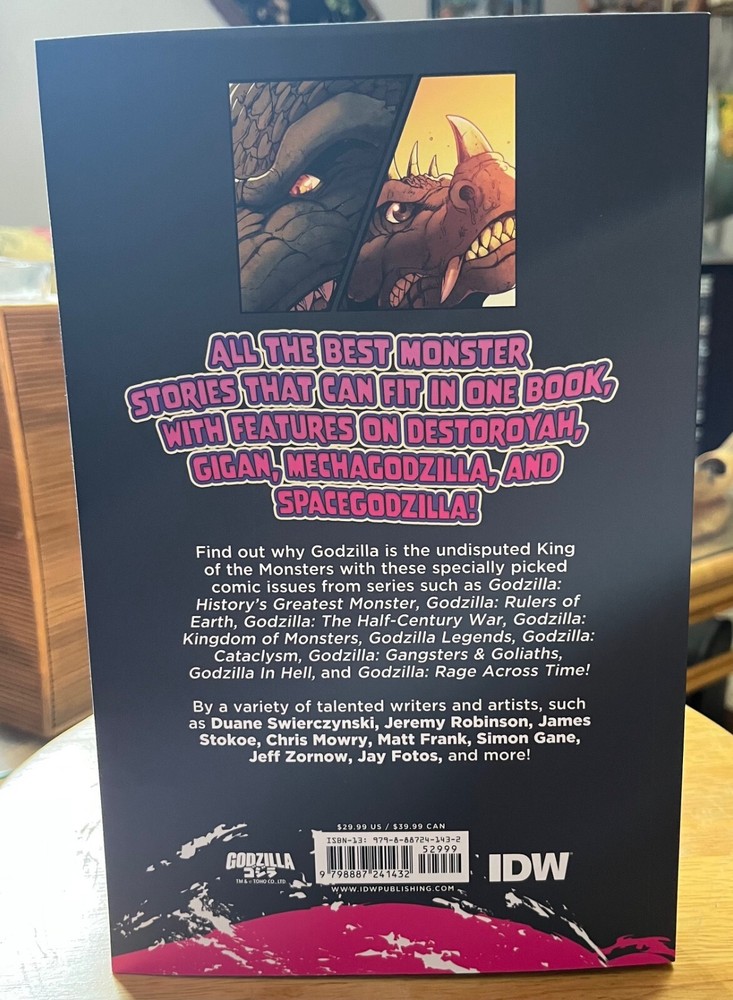 ALL THE BEST MONSTER
STORIES THAT CAN FIT IN ONE BOOK,
WITH FEATURES ON DESTOROYAH,
GIGAN, MECHAGODZILLA, AND
SPACEGODZILLA!
Find out why Godzilla is the undisputed King
of the Monsters with these specially picked
comic issues from series such as Godzilla:
History's Greatest Monster, Godzilla: Rulers of
Earth, Godzilla: The Half-Century War, Godzilla:
Kingdom of Monsters, Godzilla Legends, Godzilla:
Cataclysm, Godzilla: Gangsters & Goliaths,
Godzilla In Hell, and Godzilla: Rage Across Time!
By a variety of talented writers and artists, such
as Duane Swierczynski, Jeremy Robinson, James
Stokoe, Chris Mowry, Matt Frank, Simon Gane,
Jeff Zornow, Jay Fotos, and more!
$29.99 US / $39.99 CAN
ISBN-13: 979-8-88724-143-2
52999
9 798887 241432
WWW.IDWPUBLISHING.COM
GODZILLA
ゴジラ
TM & © TOHO CO., LTD.
IDW